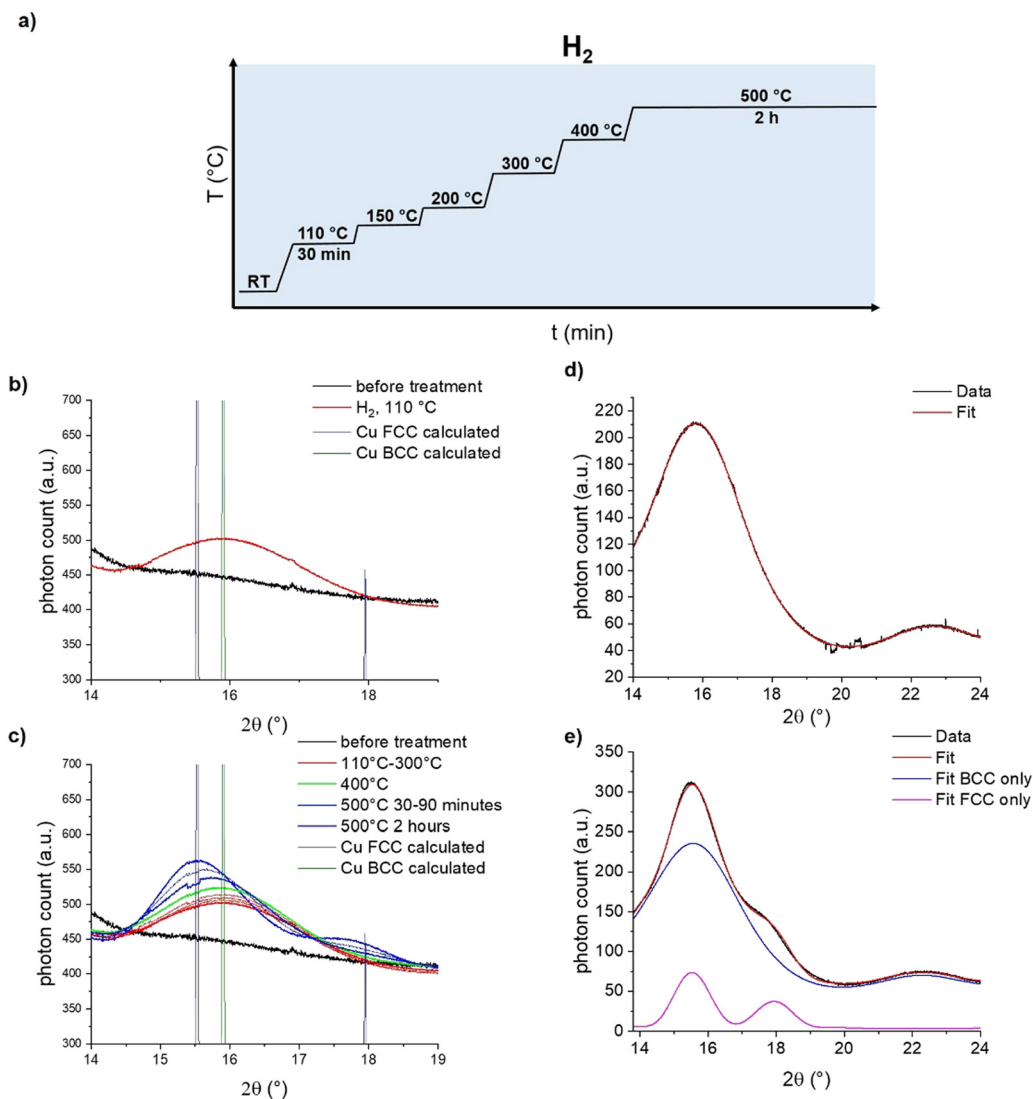 a)
H2
T (°C)
RT
110 °C
30 min
150 °C
200 °C
300 °C
400 °C
500 °C
2 h
t (min)
b)
before treatment
H2, 110 °C
Cu FCC calculated
Cu BCC calculated
photon count (a.u.)
700
650
600
550
500
450
400
350
300
14 16 18
2θ (°)
d)
Data
Fit
photon count (a.u.)
220
200
180
160
140
120
100
80
60
40
20
14 16 18 20 22 24
2θ (°)
c)
before treatment
110°C-300°C
400°C
500°C 30-90 minutes
500°C 2 hours
Cu FCC calculated
Cu BCC calculated
photon count (a.u.)
700
650
600
550
500
450
400
350
300
14 15 16 17 18 19
2θ (°)
e)
Data
Fit
Fit BCC only
Fit FCC only
photon count (a.u.)
350
300
250
200
150
100
50
0
14 16 18 20 22 24
2θ (°)